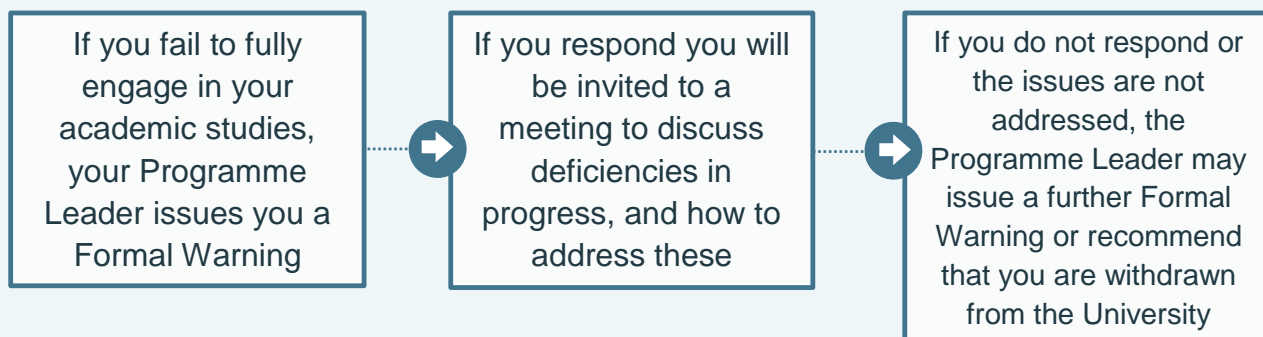 If you fail to fully
engage in your
academic studies,
your Programme
Leader issues you a
Formal Warning
If you respond you will
be invited to a
meeting to discuss
deficiencies in
progress, and how to
address these
If you do not respond or
the issues are not
addressed, the
Programme Leader may
issue a further Formal
Warning or recommend
that you are withdrawn
from the University